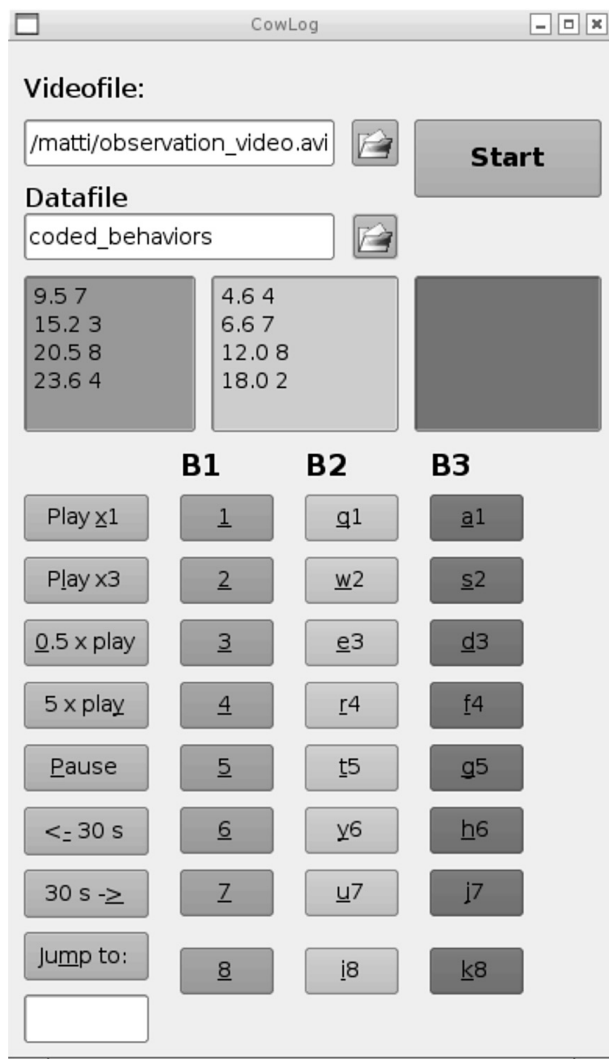 CowLog
Videofile:
/matti/observation_video.avi
Start
Datafile
coded_behaviors
9.5 7
15.2 3
20.5 8
23.6 4
4.6 4
6.6 7
12.0 8
18.0 2
B1 B2 B3
Play x1 1 q1 a1
Play x3 2 w2 s2
0.5 x play 3 e3 d3
5 x play 4 r4 f4
Pause 5 t5 g5
<- 30 s 6 y6 h6
30 s -> 7 u7 j7
Jump to: 8 i8 k8